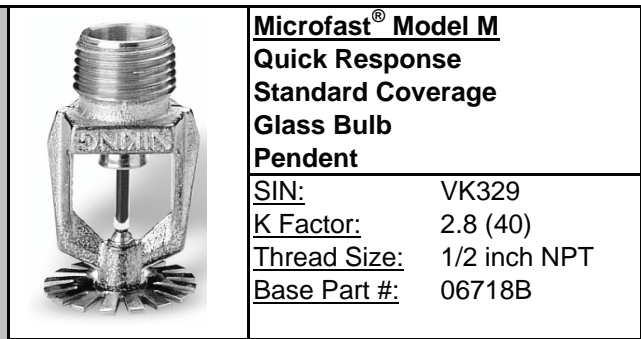 Microfast® Model M
Quick Response
Standard Coverage
Glass Bulb
Pendent
SIN: VK329
K Factor: 2.8 (40)
Thread Size: 1/2 inch NPT
Base Part #: 06718B
VIKING